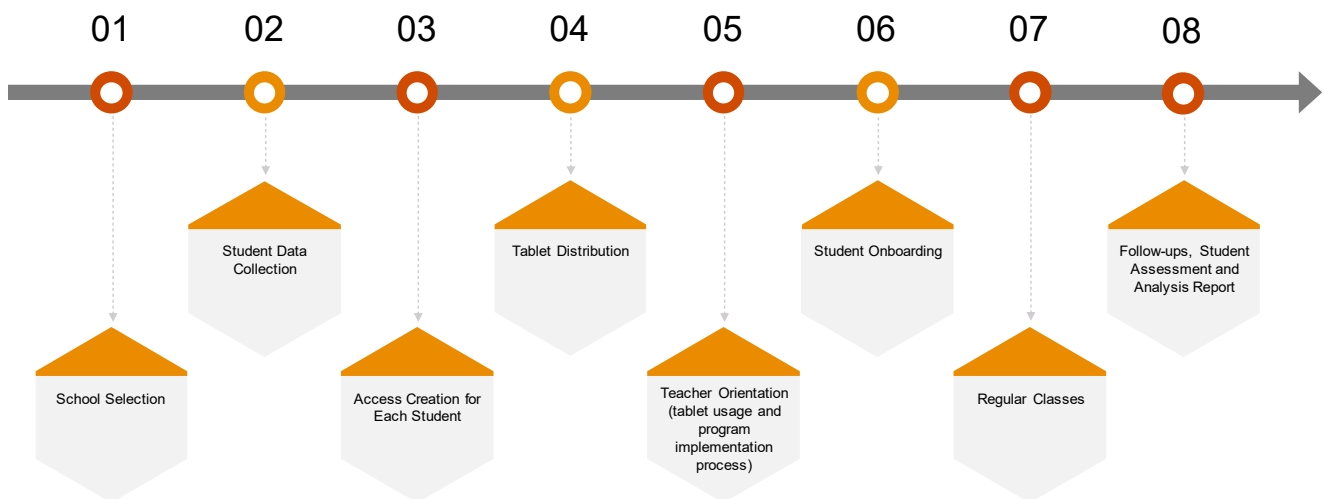 01
02
03
04
05
06
07
08
Student Data
Collection
Tablet Distribution
Student Onboarding
Follow-ups, Student
Assessment and
Analysis Report
School Selection
Access Creation for
Each Student
Teacher Orientation
(tablet usage and
program
implementation
process)
Regular Classes